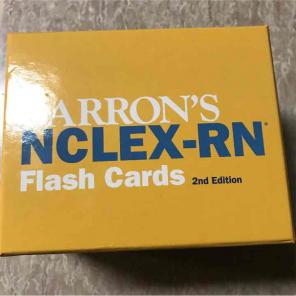 ARRON'S
NCLEX-RN®
Flash Cards 2nd Edition